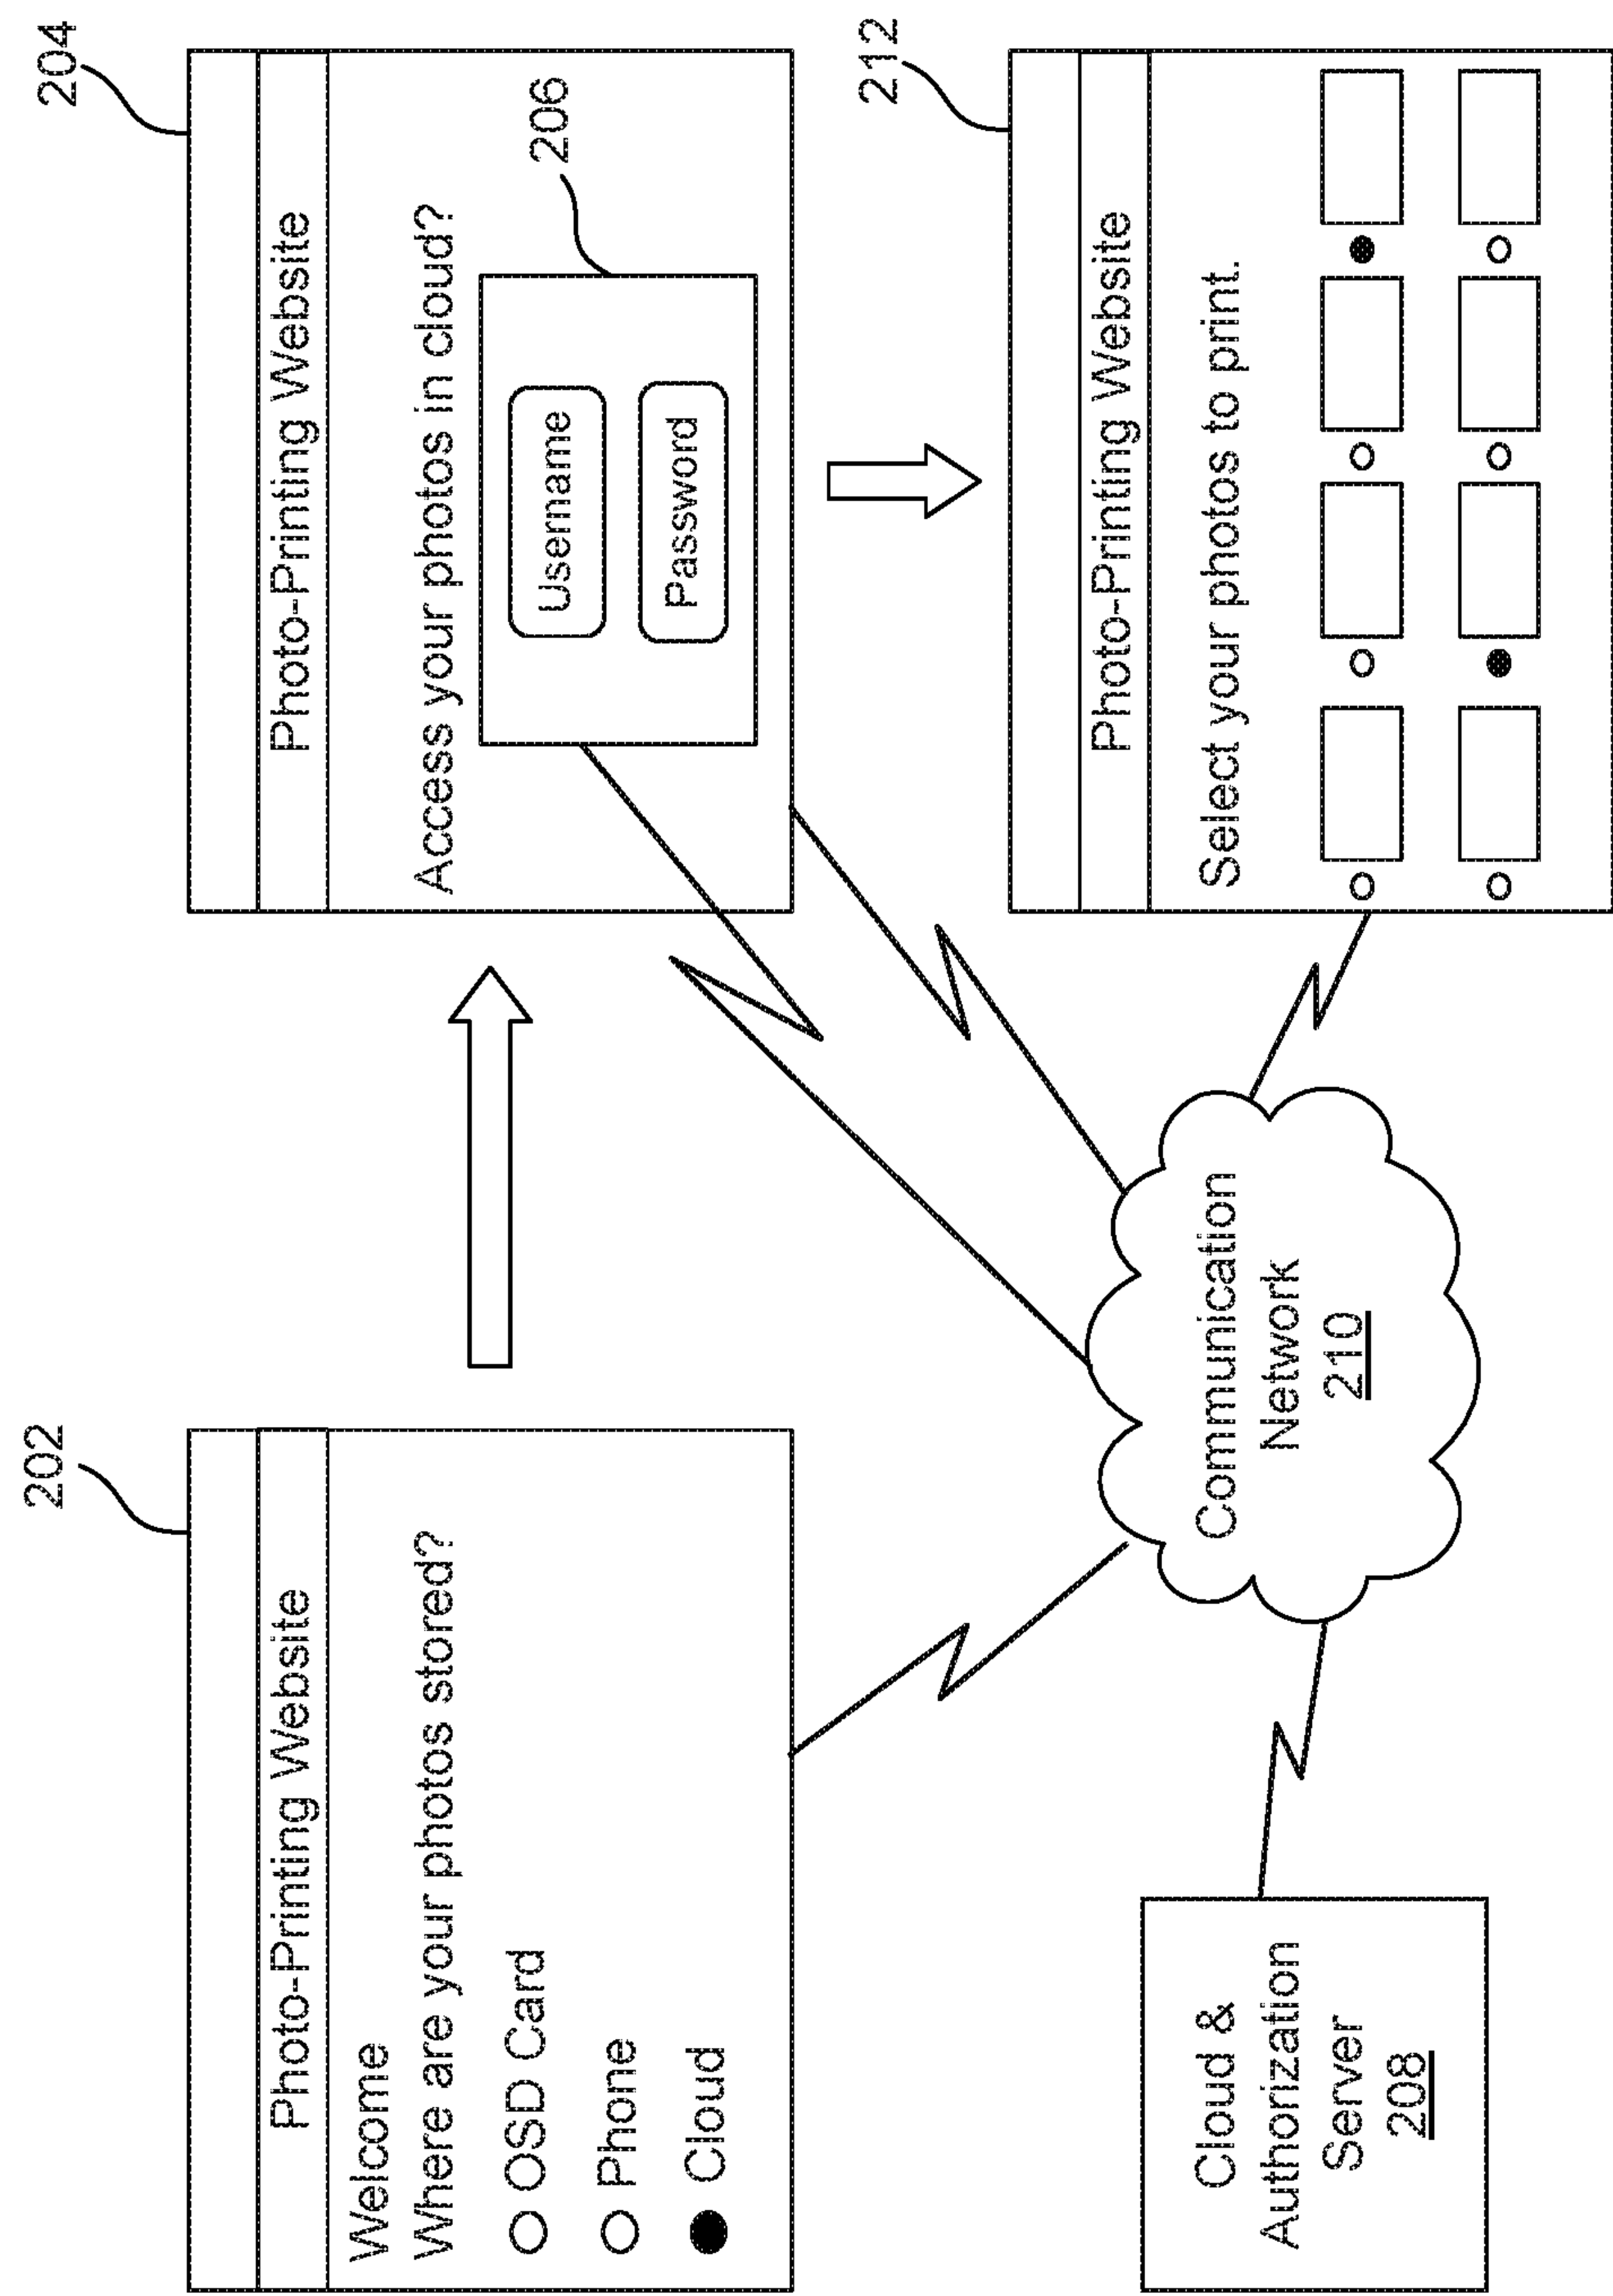 202
Photo-Printing Website
Welcome
Where are your photos stored?
OSD Card
Phone
Cloud
204
Photo-Printing Website
Access your photos in cloud?
206
Username
Password
Cloud &
Authorization
Server
208
Communication
Network
210
212
Photo-Printing Website
Select your photos to print.